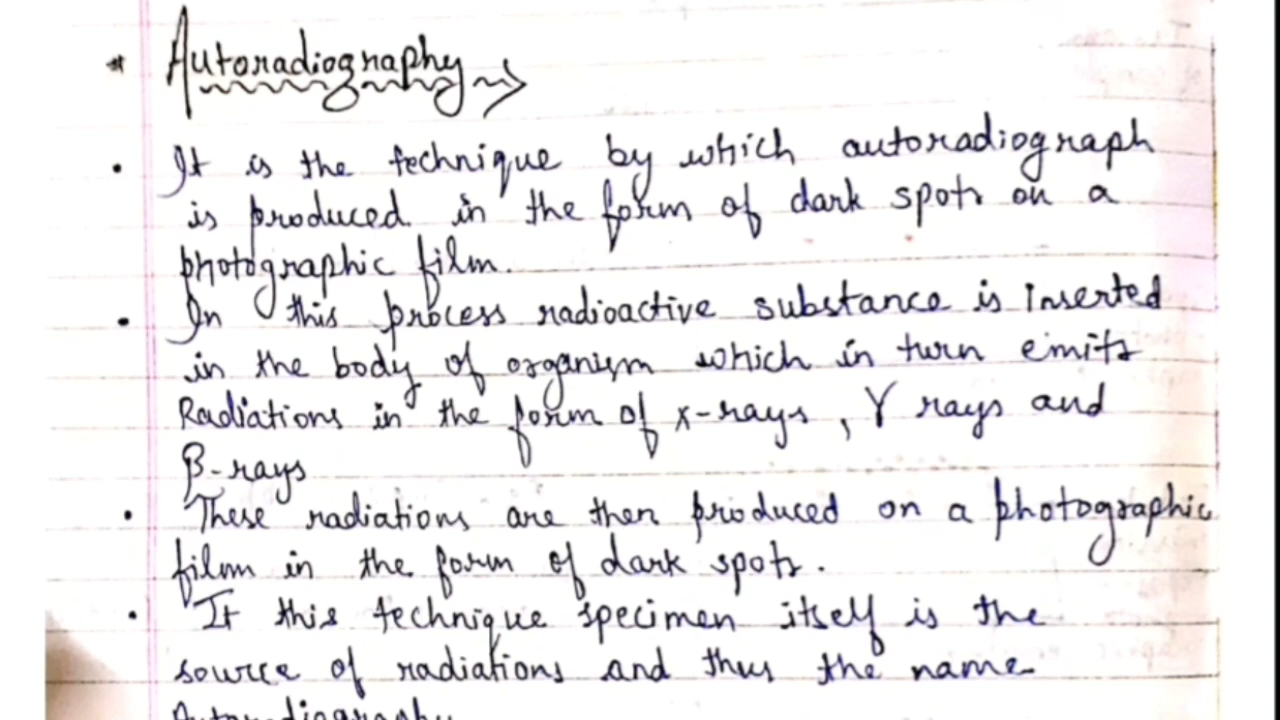 * Autoradiography ~>
• It is the technique by which autoradiograph
is produced in the form of dark spots on a
photographic film.
• In this process radioactive substance is inserted
in the body of organism which in turn emits
Radiations in the form of x-rays, γ rays and
β-rays
• These radiations are then produced on a photographic
film in the form of dark spots.
• It this technique specimen itself is the
source of radiations and thus the name
Autoradiography